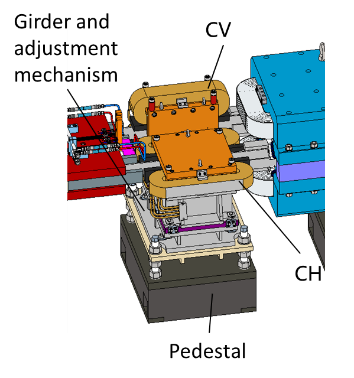 Girder and
adjustment
mechanism
CV
CH
Pedestal